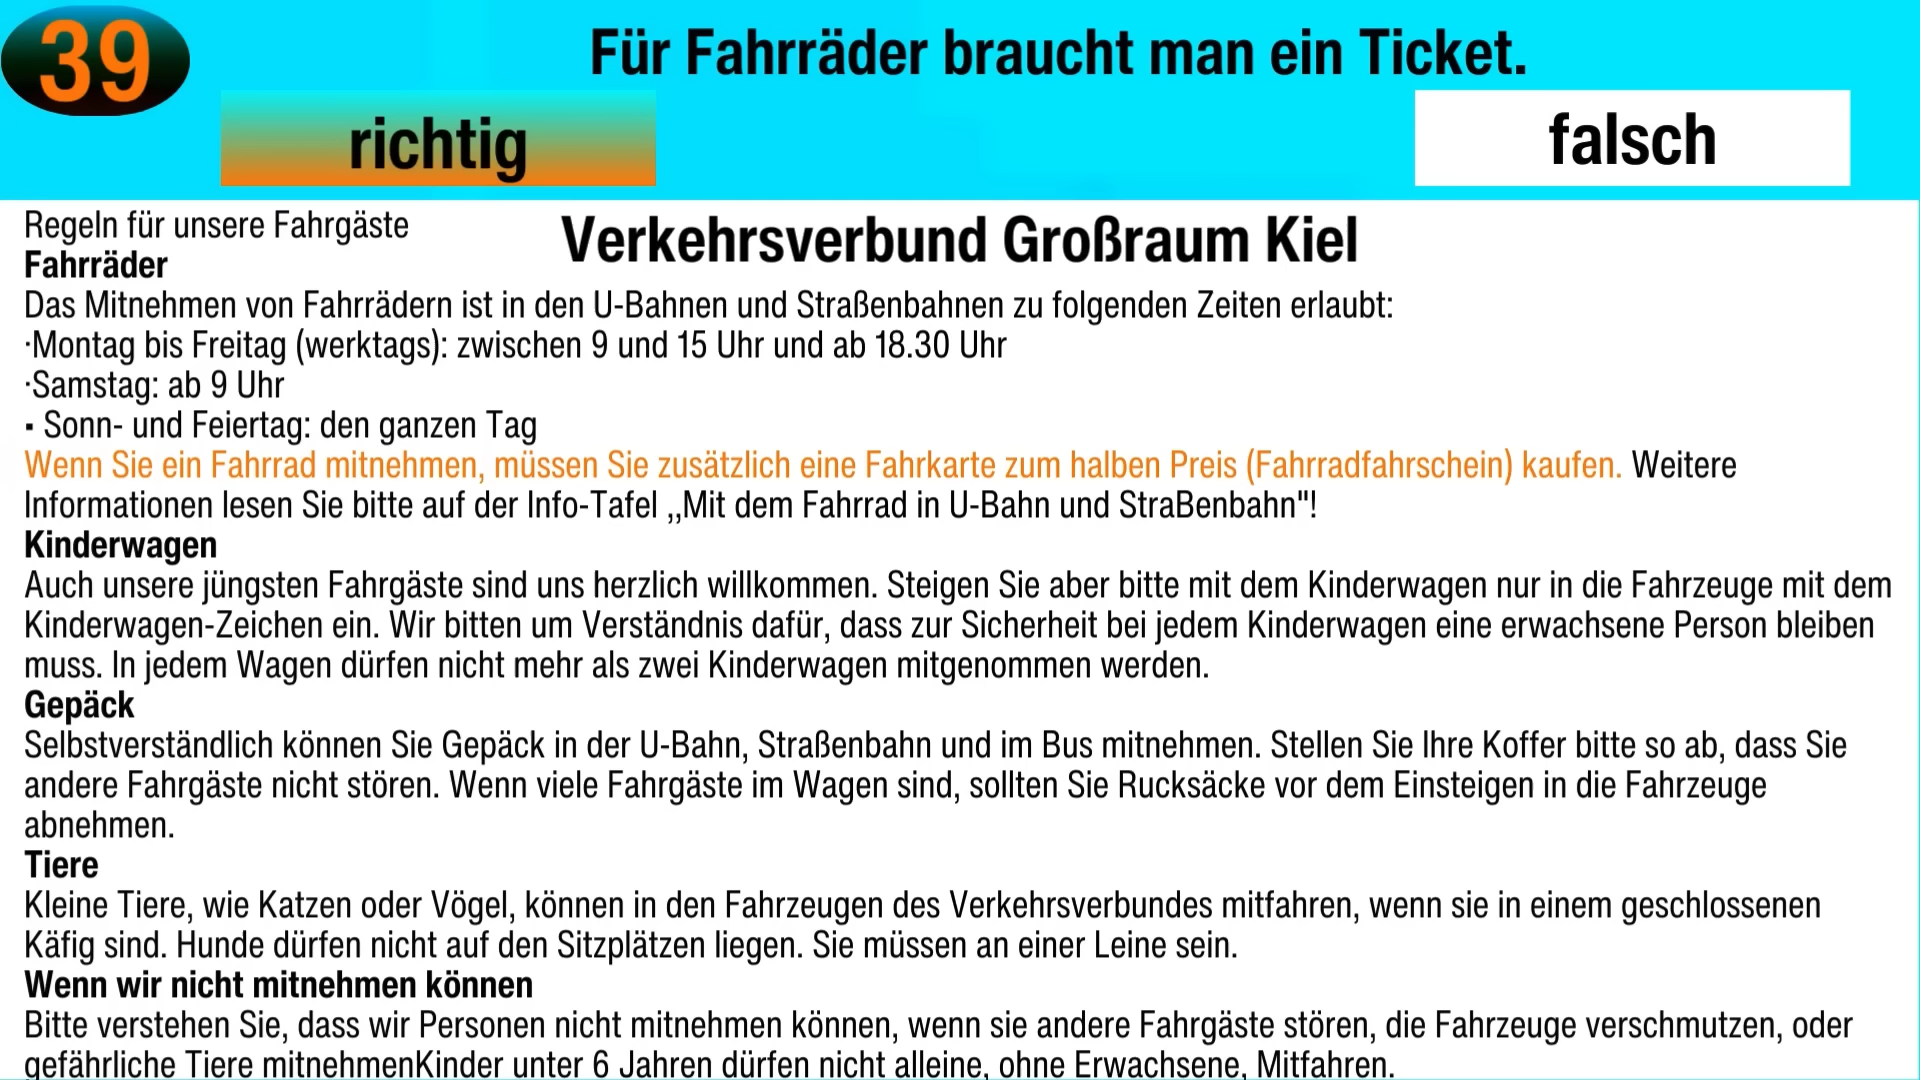 39
Für Fahrräder braucht man ein Ticket.
richtig
falsch
Regeln für unsere Fahrgäste
Verkehrsverbund Großraum Kiel
Fahrräder
Das Mitnehmen von Fahrrädern ist in den U-Bahnen und Straßenbahnen zu folgenden Zeiten erlaubt:
·Montag bis Freitag (werktags): zwischen 9 und 15 Uhr und ab 18.30 Uhr
·Samstag: ab 9 Uhr
▪ Sonn- und Feiertag: den ganzen Tag
Wenn Sie ein Fahrrad mitnehmen, müssen Sie zusätzlich eine Fahrkarte zum halben Preis (Fahrradfahrschein) kaufen. Weitere
Informationen lesen Sie bitte auf der Info-Tafel ,,Mit dem Fahrrad in U-Bahn und StraBenbahn"!
Kinderwagen
Auch unsere jüngsten Fahrgäste sind uns herzlich willkommen. Steigen Sie aber bitte mit dem Kinderwagen nur in die Fahrzeuge mit dem
Kinderwagen-Zeichen ein. Wir bitten um Verständnis dafür, dass zur Sicherheit bei jedem Kinderwagen eine erwachsene Person bleiben
muss. In jedem Wagen dürfen nicht mehr als zwei Kinderwagen mitgenommen werden.
Gepäck
Selbstverständlich können Sie Gepäck in der U-Bahn, Straßenbahn und im Bus mitnehmen. Stellen Sie Ihre Koffer bitte so ab, dass Sie
andere Fahrgäste nicht stören. Wenn viele Fahrgäste im Wagen sind, sollten Sie Rucksäcke vor dem Einsteigen in die Fahrzeuge
abnehmen.
Tiere
Kleine Tiere, wie Katzen oder Vögel, können in den Fahrzeugen des Verkehrsverbundes mitfahren, wenn sie in einem geschlossenen
Käfig sind. Hunde dürfen nicht auf den Sitzplätzen liegen. Sie müssen an einer Leine sein.
Wenn wir nicht mitnehmen können
Bitte verstehen Sie, dass wir Personen nicht mitnehmen können, wenn sie andere Fahrgäste stören, die Fahrzeuge verschmutzen, oder
gefährliche Tiere mitnehmenKinder unter 6 Jahren dürfen nicht alleine, ohne Erwachsene, Mitfahren.